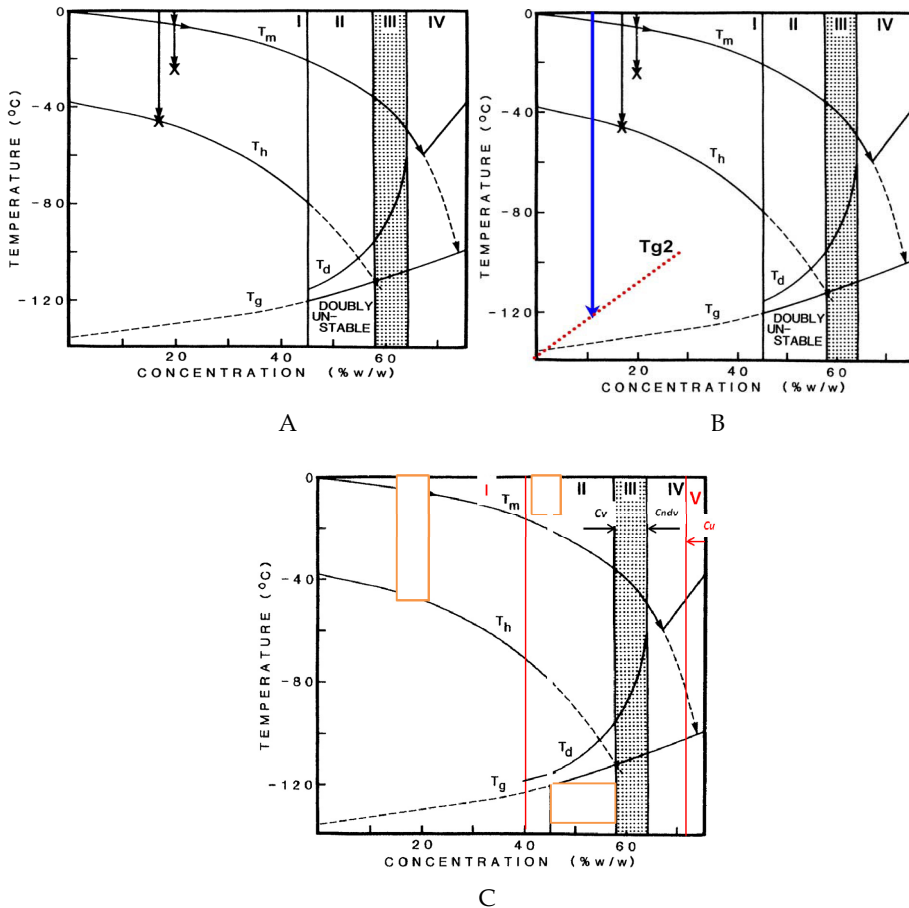 0
-40
-80
-120
TEMPERATURE (°C)
I II III IV
Tm
Th
Td
Tg
DOUBLY
UN-
STABLE
20 40 60
CONCENTRATION (% w/w)
A
0
-40
-80
-120
TEMPERATURE (°C)
I II III IV
Tm
Th
Tg2
Td
Tg
DOUBLY
UN-
STABLE
20 40 60
CONCENTRATION (% w/w)
B
0
-40
-80
-120
TEMPERATURE (°C)
I II III IV V
Tm
Cv Cndv Cu
Th
Td
Tg
20 40 60
CONCENTRATION (% w/w)
C